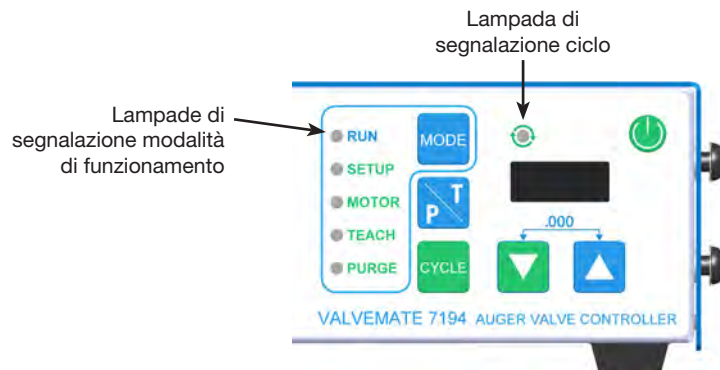 Lampada di
segnalazione ciclo
Lampade di
segnalazione modalità
di funzionamento
RUN
MODE
SETUP
MOTOR
P T
TEACH
.000
PURGE
CYCLE
VALVEMATE 7194 AUGER VALVE CONTROLLER